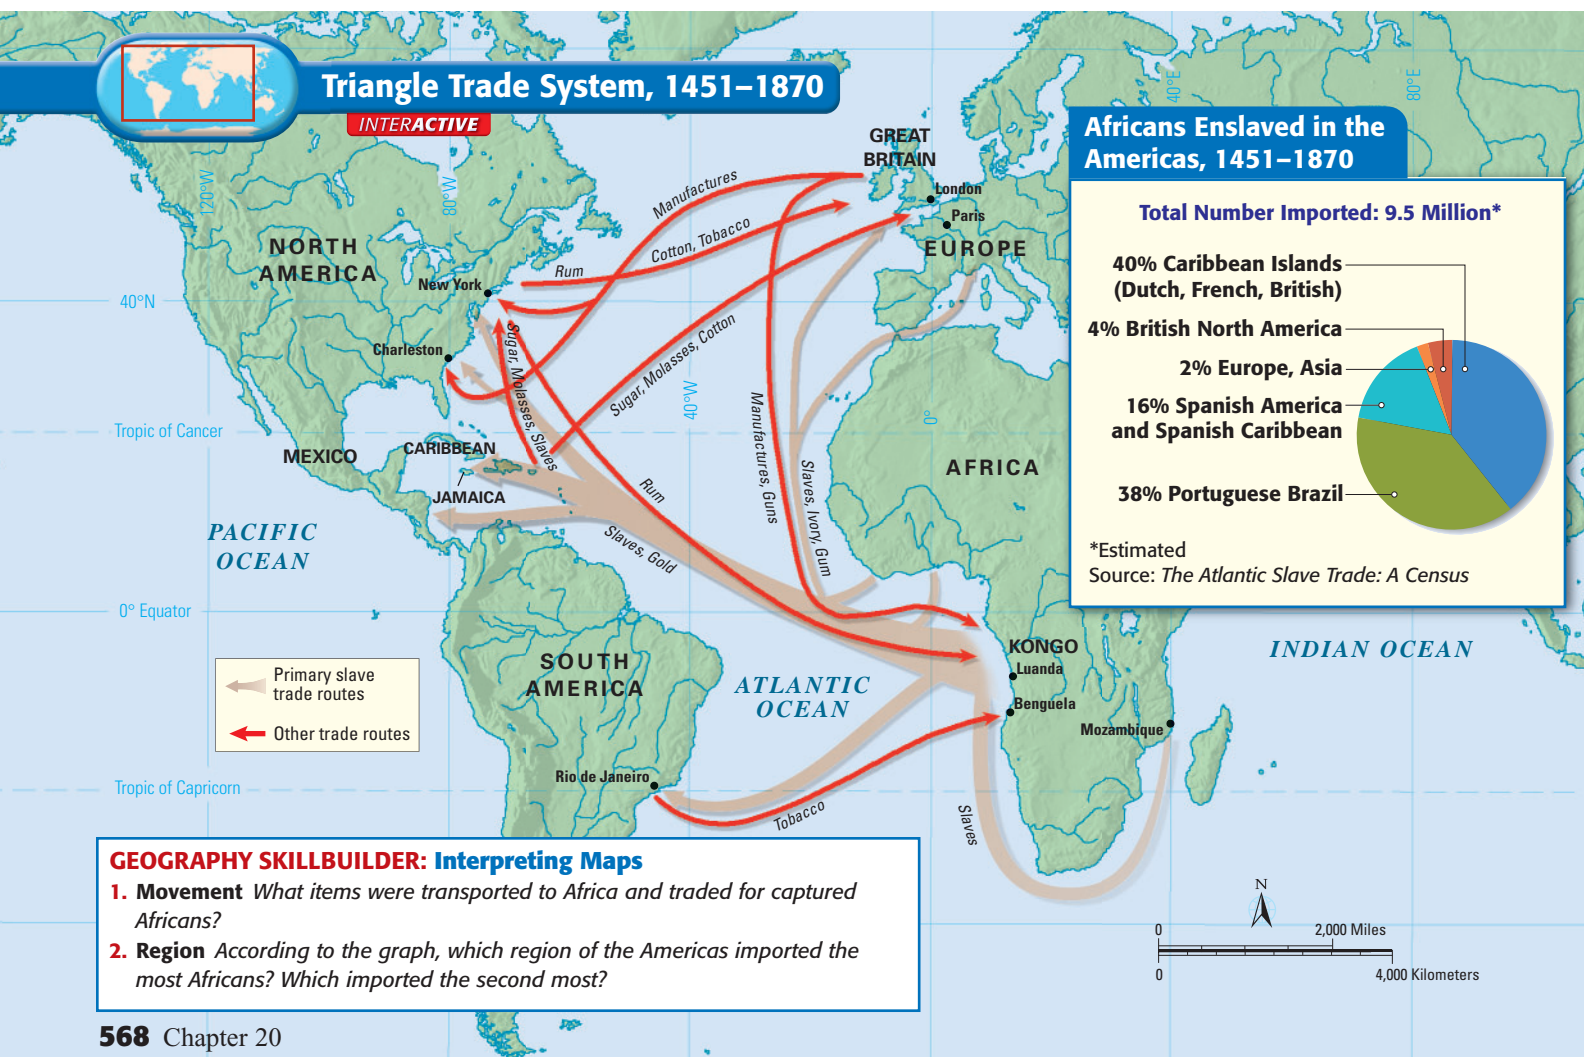 Triangle Trade System, 1451–1870
INTERACTIVE
120°W
80°W
40°W
0°
40°E
80°E
40°N
Tropic of Cancer
0° Equator
Tropic of Capricorn
NORTH
AMERICA
New York
Charleston
MEXICO
CARIBBEAN
JAMAICA
PACIFIC
OCEAN
GREAT
BRITAIN
London
Paris
EUROPE
AFRICA
SOUTH
AMERICA
Rio de Janeiro
ATLANTIC
OCEAN
KONGO
Luanda
Benguela
Mozambique
INDIAN OCEAN
Manufactures
Cotton, Tobacco
Rum
Sugar, Molasses, Cotton
Sugar, Molasses, Slaves
Rum
Slaves, Gold
Manufactures, Guns
Slaves, Ivory, Gum
Tobacco
Slaves
Primary slave
trade routes
Other trade routes
Africans Enslaved in the
Americas, 1451–1870
Total Number Imported: 9.5 Million*
40% Caribbean Islands
(Dutch, French, British)
4% British North America
2% Europe, Asia
16% Spanish America
and Spanish Caribbean
38% Portuguese Brazil
*Estimated
Source: The Atlantic Slave Trade: A Census
GEOGRAPHY SKILLBUILDER: Interpreting Maps
1. Movement What items were transported to Africa and traded for captured
Africans?
2. Region According to the graph, which region of the Americas imported the
most Africans? Which imported the second most?
N
0 2,000 Miles
0 4,000 Kilometers
568 Chapter 20